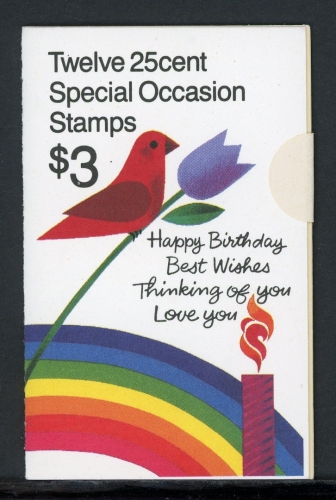 Twelve 25cent
Special Occasion
Stamps
$3
Happy Birthday
Best Wishes
Thinking of you
Love you